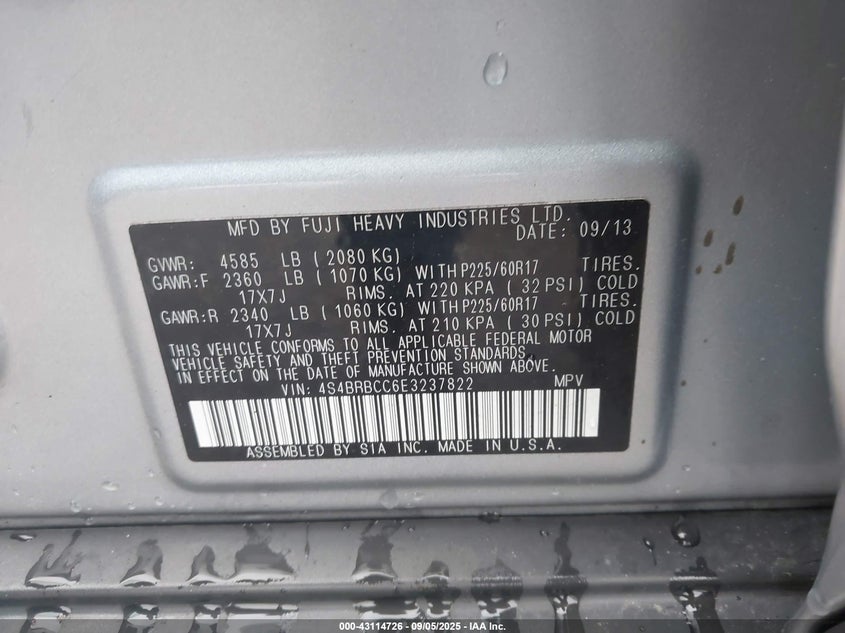 MFD BY FUJI HEAVY INDUSTRIES LTD.
DATE: 09/13
GVWR: 4585 LB (2080 KG)
GAWR:F 2360 LB (1070 KG) WITH P225/60R17 TIRES.
17X7J RIMS. AT 220 KPA (32 PSI) COLD
GAWR:R 2340 LB (1060 KG) WITH P225/60R17 TIRES.
17X7J RIMS. AT 210 KPA (30 PSI) COLD
THIS VEHICLE CONFORMS TO ALL APPLICABLE FEDERAL MOTOR
VEHICLE SAFETY AND THEFT PREVENTION STANDARDS
IN EFFECT ON THE DATE OF MANUFACTURE SHOWN ABOVE.
VIN: 4S4BRBCC6E3237822 MPV
ASSEMBLED BY SIA INC. MADE IN U.S.A.
000-43114726 - 09/05/2025 - IAA Inc.